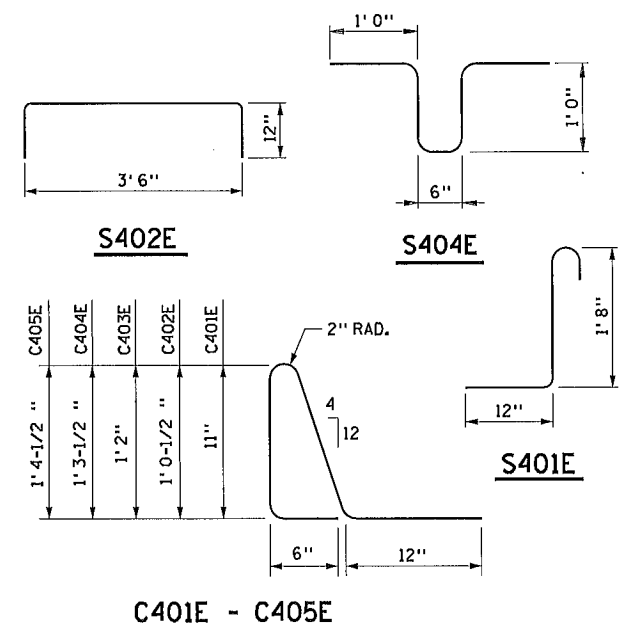 1' 0"
1' 0"
6"
S404E
12"
3' 6"
S402E
C405E
C404E
C403E
C402E
C401E
1' 4-1/2 "
1' 3-1/2 "
1' 2"
1' 0-1/2 "
11"
2" RAD.
4
12
6"
12"
C401E - C405E
1' 8"
12"
S401E